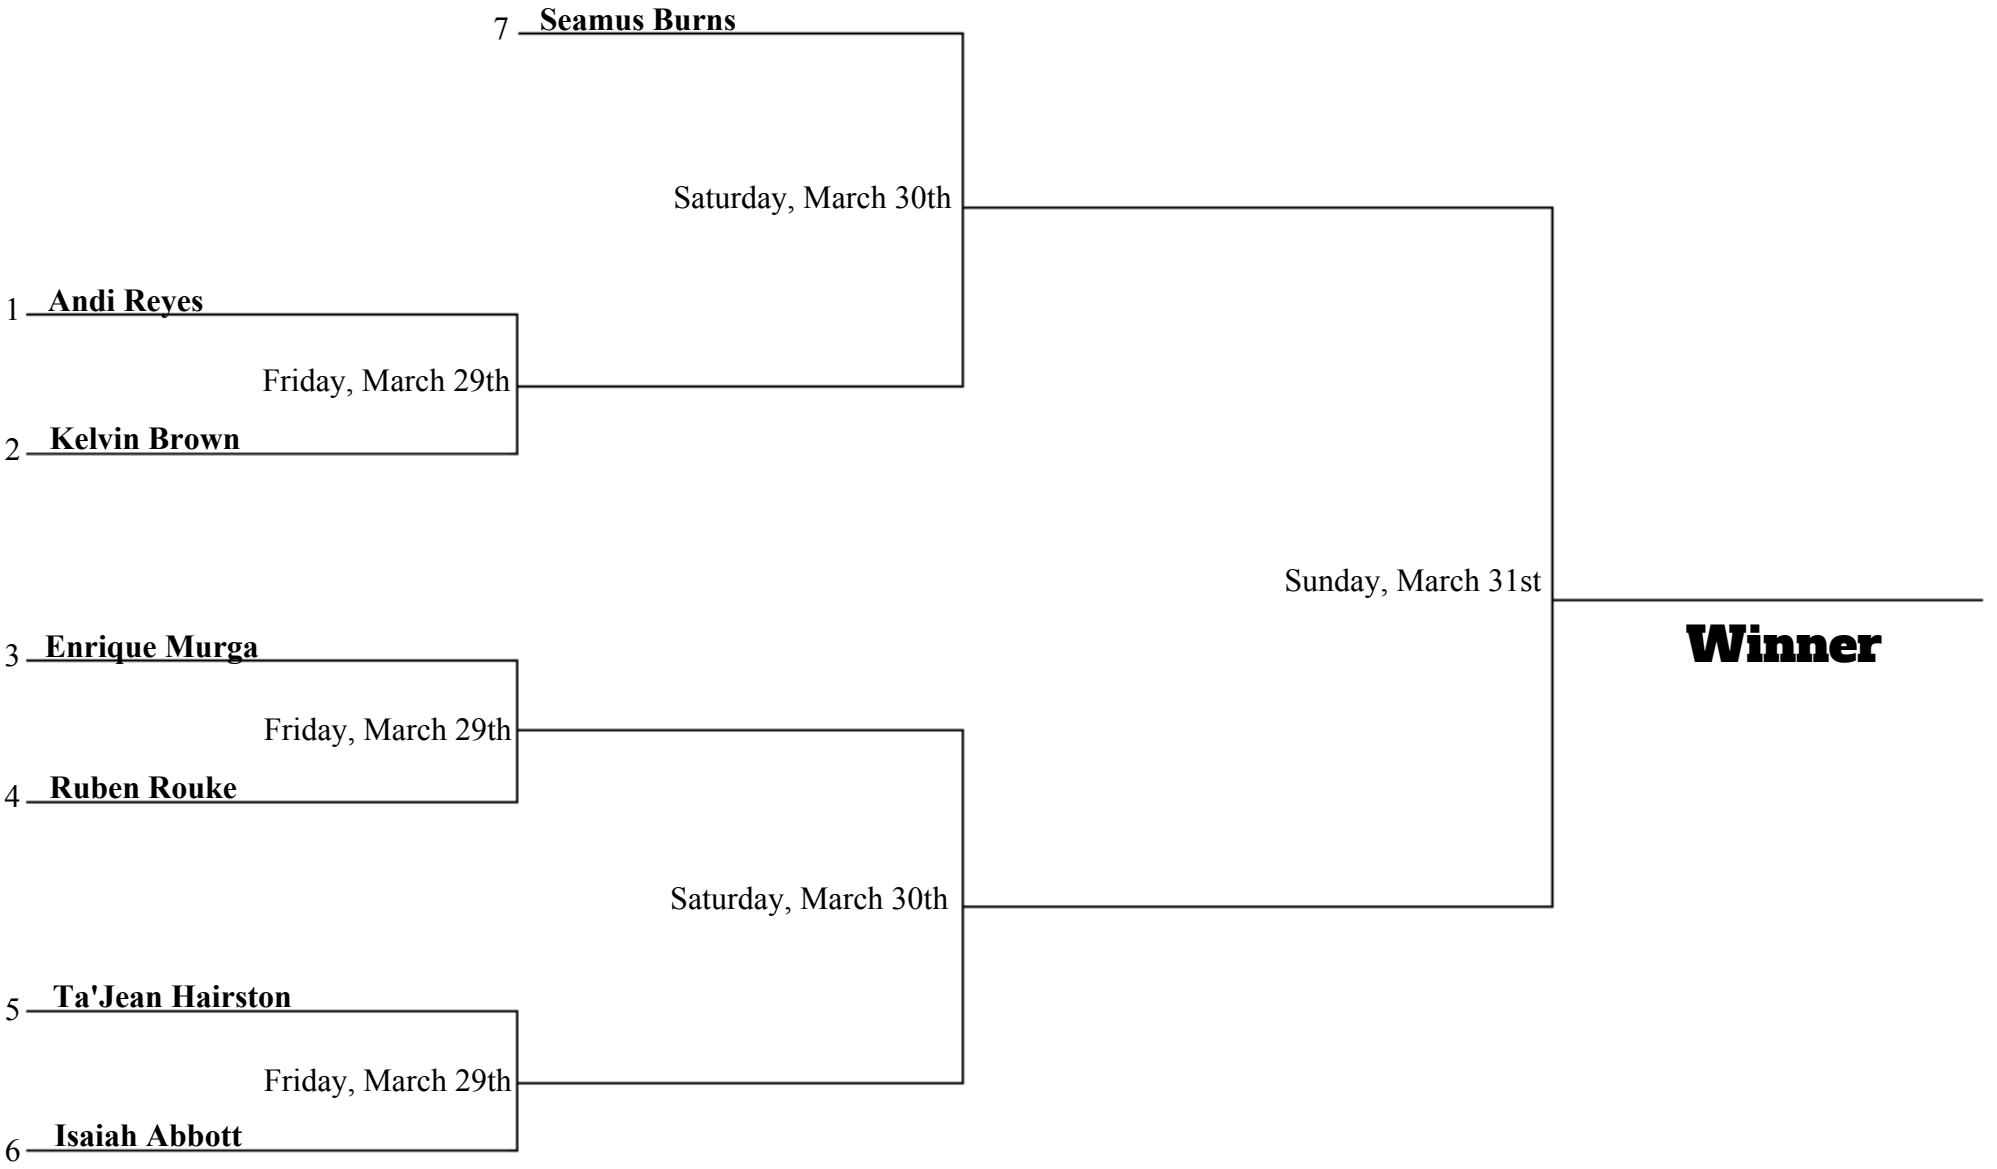 7 Seamus Burns
Saturday, March 30th
1 Andi Reyes
Friday, March 29th
2 Kelvin Brown
Sunday, March 31st
Winner
3 Enrique Murga
Friday, March 29th
4 Ruben Rouke
Saturday, March 30th
5 Ta'Jean Hairston
Friday, March 29th
6 Isaiah Abbott